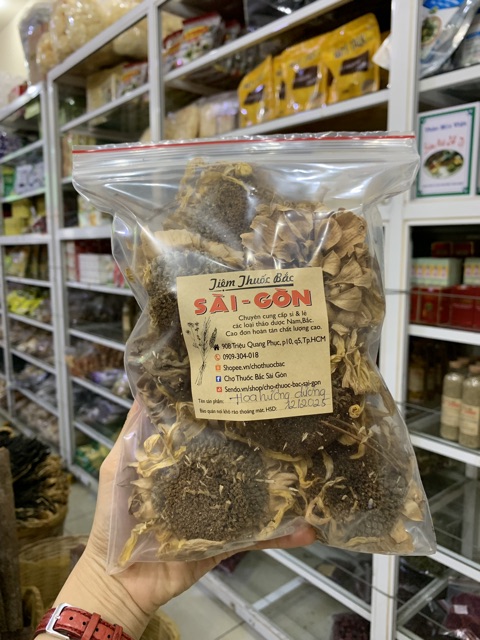 Tiệm Thuốc Bắc
SÀI-GÒN
Chuyên cung cấp sỉ & lẻ
các loại thảo dược Nam,Bắc.
Cao đơn hoàn tán chất lượng cao.
90B Triệu Quang Phục, p10, q5,Tp.HCM
0909-304-018
Shopee.vn/chothuocbac
Chợ Thuốc Bắc Sài Gòn
Sendo.vn/shop/cho-thuoc-bac-sai-gon
Tên sản phẩm: Hoa hướng dương
Bảo quản nơi khô ráo thoáng mát. HSD: 12/2025